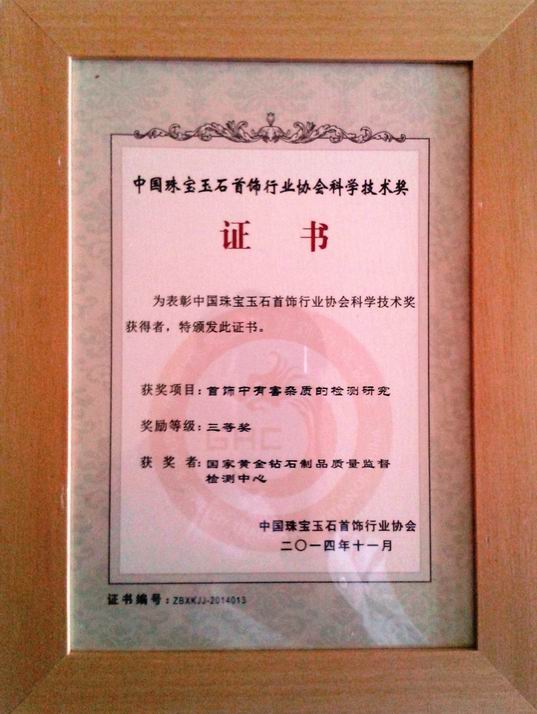 中国珠宝玉石首饰行业协会科学技术奖
证 书
为表彰中国珠宝玉石首饰行业协会科学技术奖
获得者，特颁发此证书。
获奖项目：首饰中有害杂质的检测研究
奖励等级：三等奖
获 奖 者：国家黄金钻石制品质量监督
检测中心
GAC
中国珠宝玉石首饰行业协会
二〇一四年十一月
证书编号：ZBXKJJ-2014013